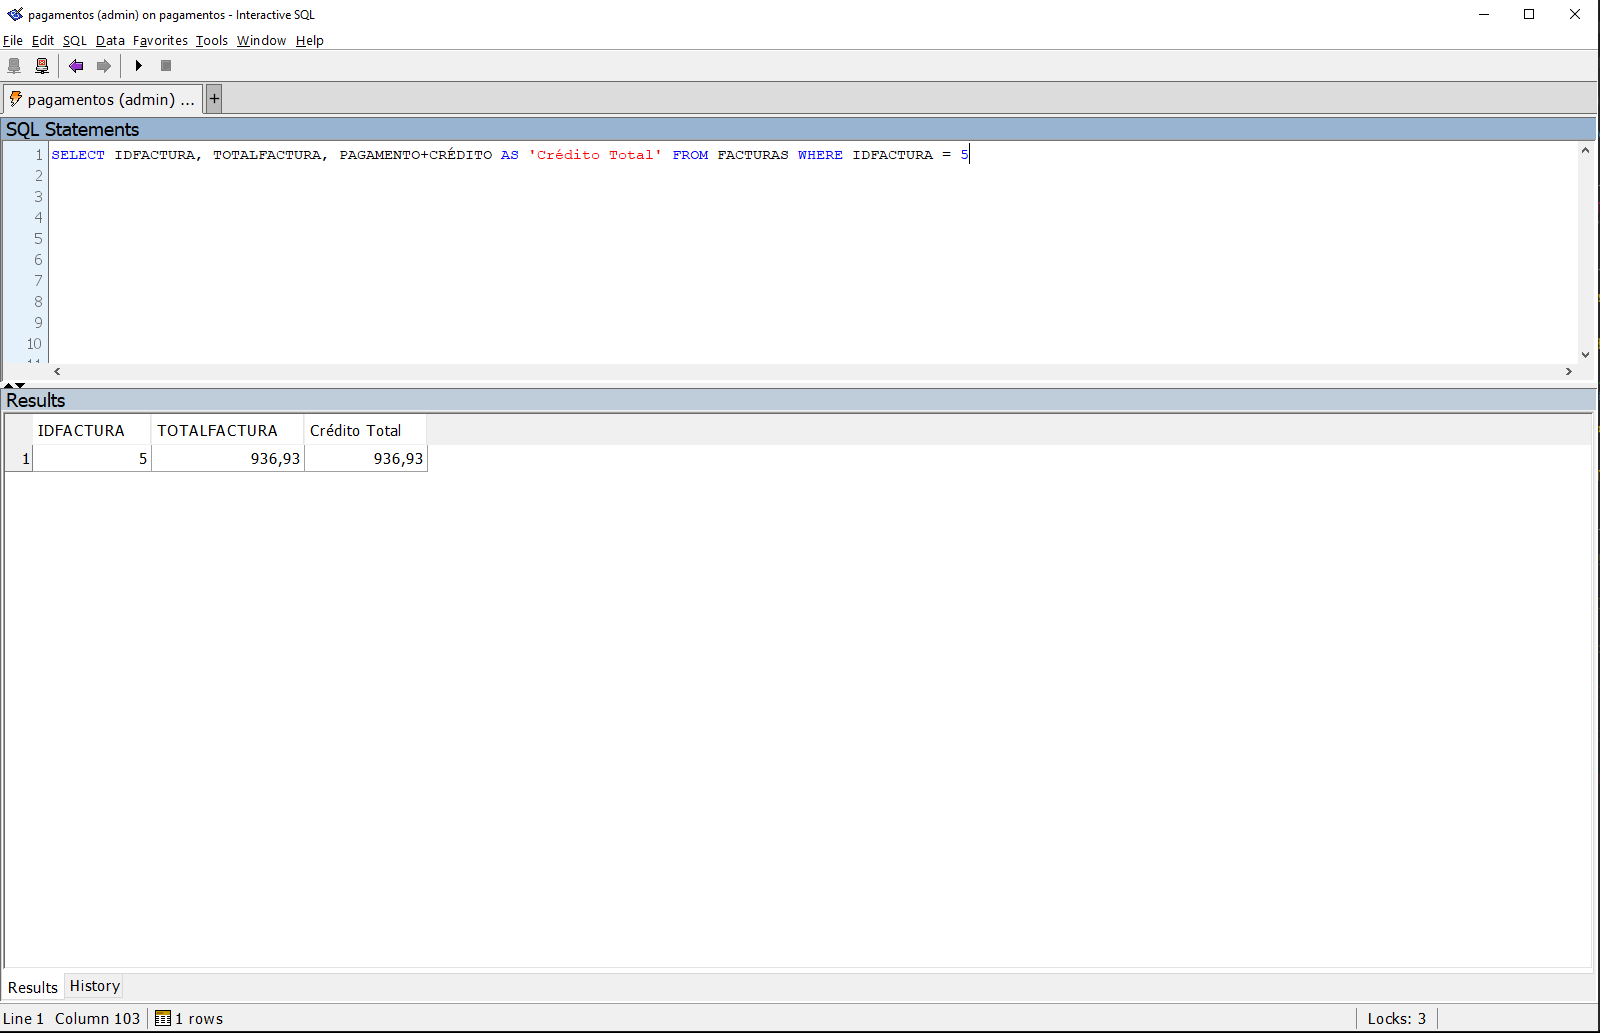 pagamentos (admin) on pagamentos - Interactive SQL
File Edit SQL Data Favorites Tools Window Help
pagamentos (admin) ... +
SQL Statements
1 SELECT IDFACTURA, TOTALFACTURA, PAGAMENTO+CRÉDITO AS 'Crédito Total' FROM FACTURAS WHERE IDFACTURA = 5
2
3
4
5
6
7
8
9
10
Results
IDFACTURA TOTALFACTURA Crédito Total
1 5 936,93 936,93
Results History
Line 1 Column 103 1 rows Locks: 3